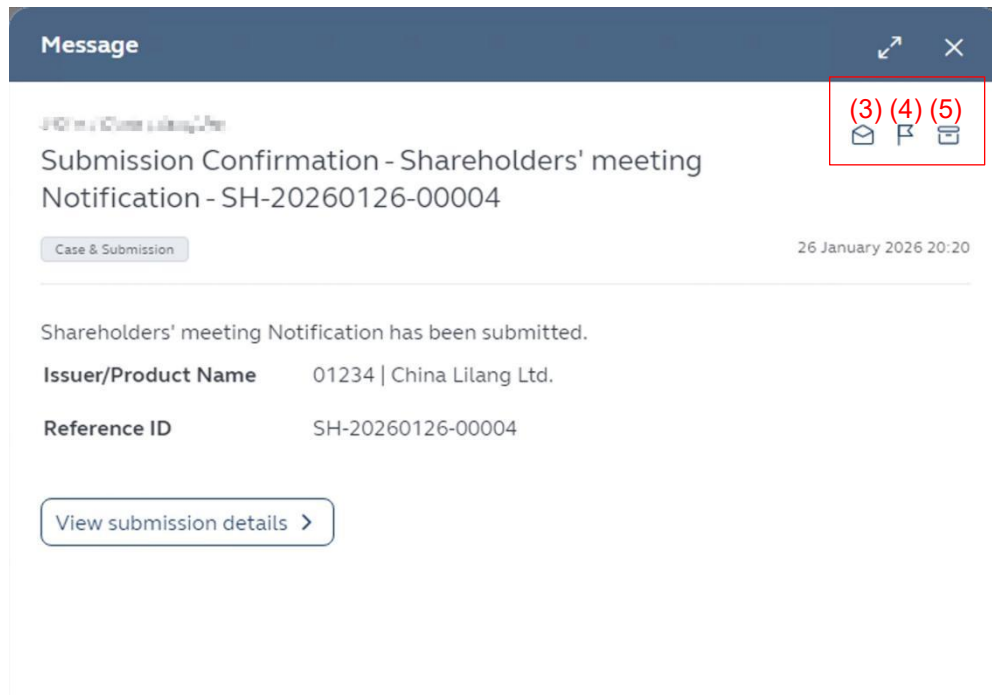 Message
(3) (4) (5)
Submission Confirmation - Shareholders' meeting
Notification - SH-20260126-00004
Case & Submission
26 January 2026 20:20
Shareholders' meeting Notification has been submitted.
Issuer/Product Name 01234 | China Lilang Ltd.
Reference ID SH-20260126-00004
View submission details